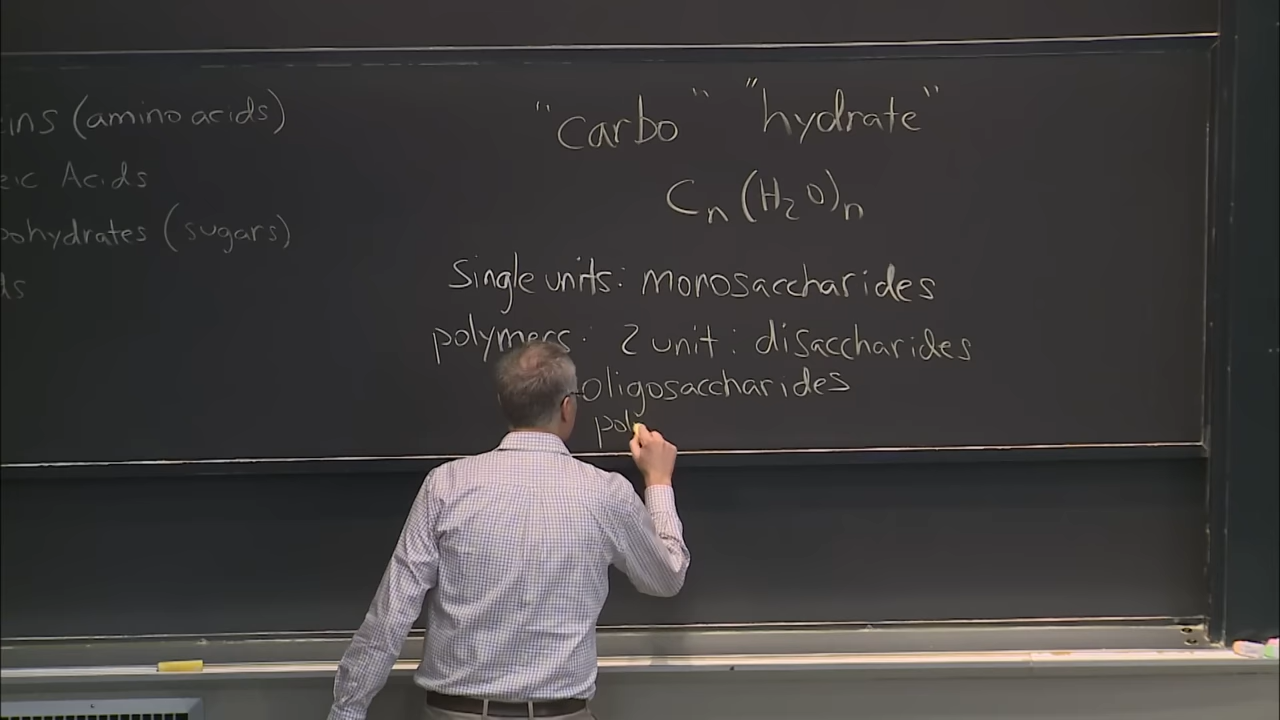 ins (amino acids)
eic Acids
bohydrates (sugars)
ds
"carbo" "hydrate"
Cn(H2O)n
Single units: monosaccharides
polymers: 2 unit: disaccharides
oligosaccharides
pol